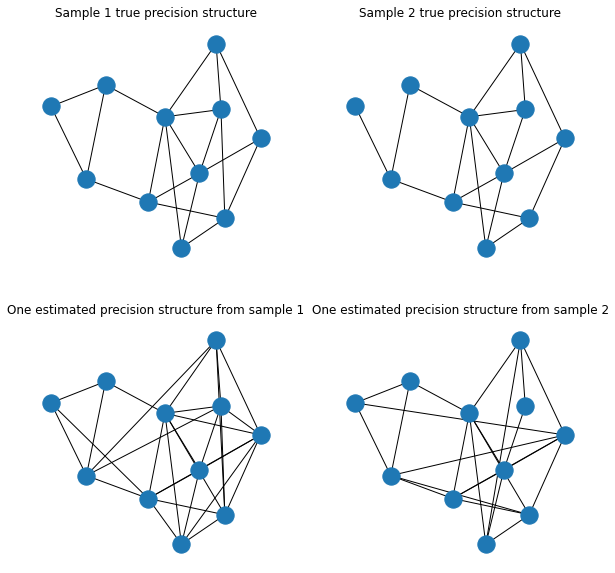 Sample 1 true precision structure
Sample 2 true precision structure
One estimated precision structure from sample 1
One estimated precision structure from sample 2